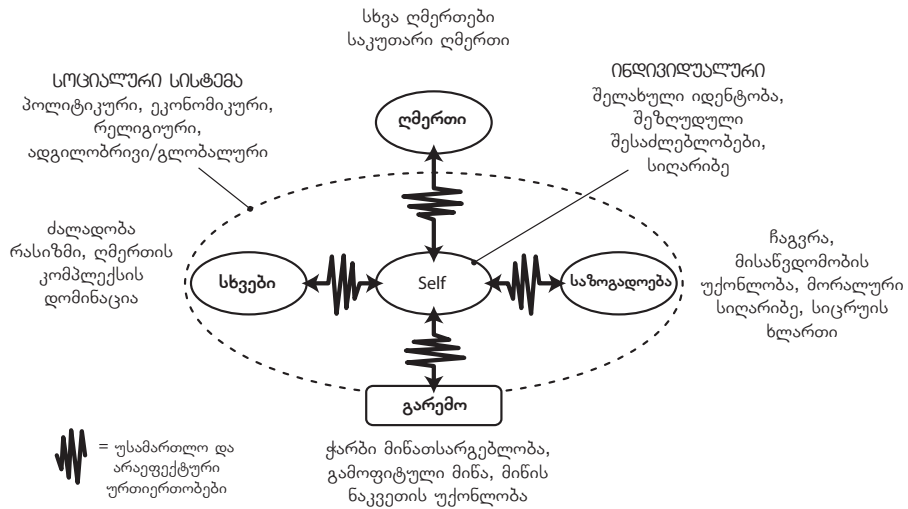 სხვა ღმერთები
საკუთარი ღმერთი
ᲡᲝᲪᲘᲐᲚᲣᲠᲘ ᲡᲘᲡᲢᲔᲛᲐ
პოლიტიკური, ეკონომიკური,
რელიგიური,
ადგილობრივი/გლობალური
ᲘᲜᲓᲘᲕᲘᲓᲣᲐᲚᲣᲠᲘ
შელახული იდენტობა,
შეზღუდული
შესაძლებლობები,
სიღარიბე
ღმერთი
ძალადობა
რასიზმი, ღმერთის
კომპლექსის
დომინაცია
სხვები
Self
საზოგადოება
ჩაგვრა,
მისაწვდომობის
უქონლობა, მორალური
სიღარიბე, სიცრუის
ხლართი
გარემო
ჭარბი მიწათსარგებლობა,
გამოფიტული მიწა, მიწის
ნაკვეთის უქონლობა
= უსამართლო და
არაეფექტური
ურთიერთობები